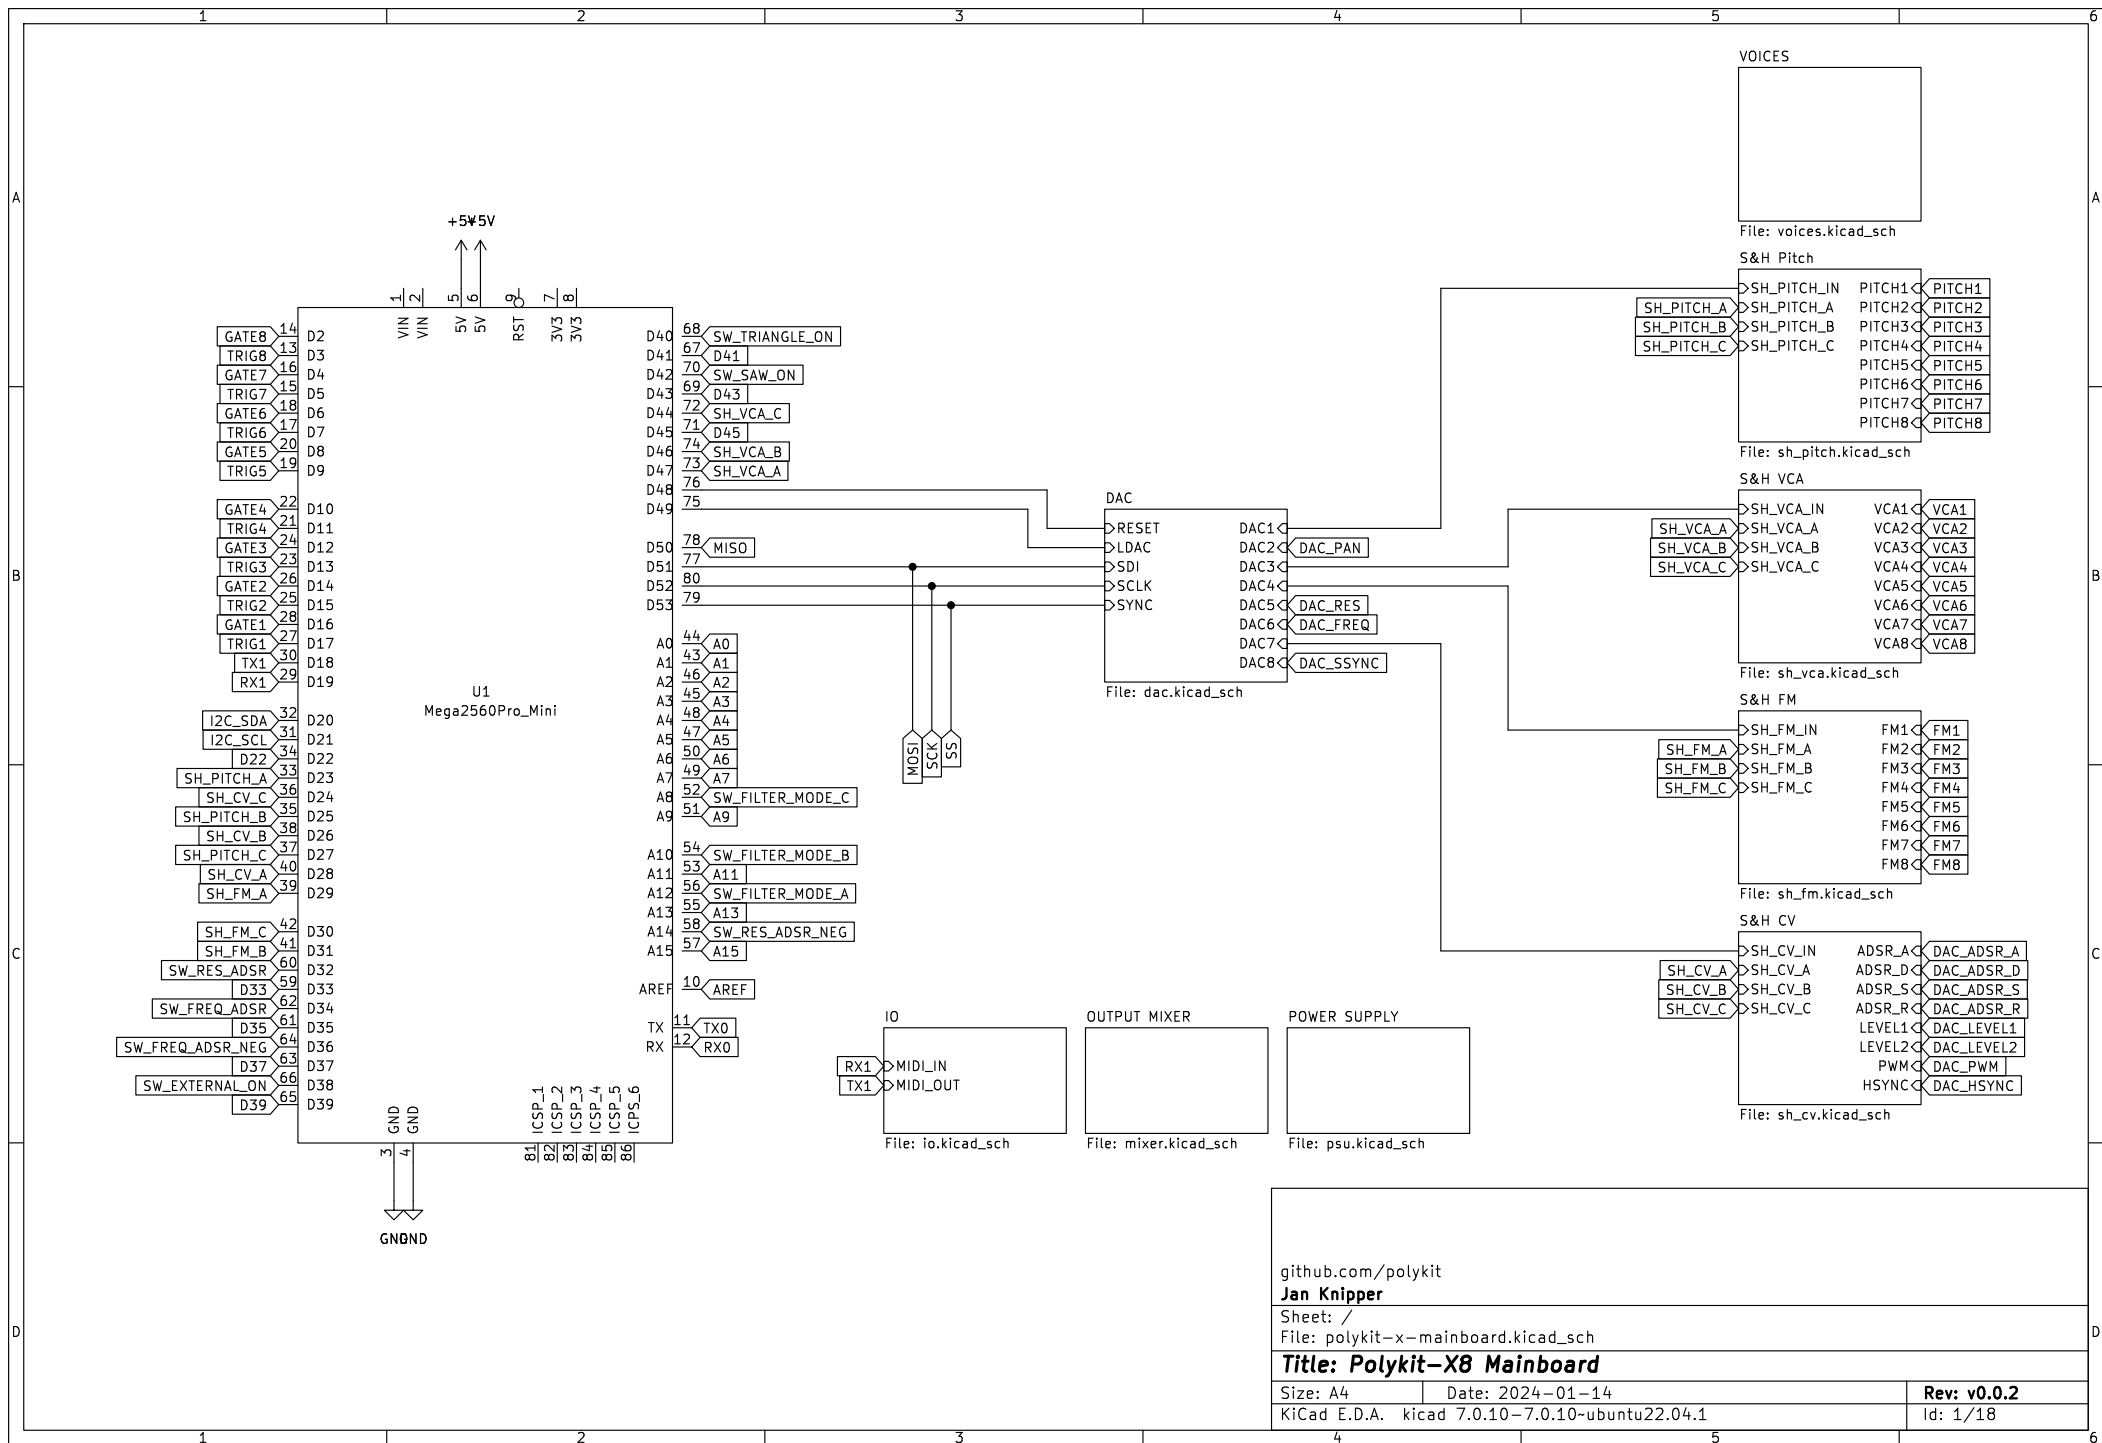 1 2 3 4 5 6
A B C D
A B C D
1 2 3 4 5 6
+5V +5V
1 VIN
2 VIN
5 5V
6 5V
9 RST
7 3V3
8 3V3
GATE8 14 D2
TRIG8 13 D3
GATE7 16 D4
TRIG7 15 D5
GATE6 18 D6
TRIG6 17 D7
GATE5 20 D8
TRIG5 19 D9
GATE4 22 D10
TRIG4 21 D11
GATE3 24 D12
TRIG3 23 D13
GATE2 26 D14
TRIG2 25 D15
GATE1 28 D16
TRIG1 27 D17
TX1 30 D18
RX1 29 D19
I2C_SDA 32 D20
I2C_SCL 31 D21
D22 34 D22
SH_PITCH_A 33 D23
SH_CV_C 36 D24
SH_PITCH_B 35 D25
SH_CV_B 38 D26
SH_PITCH_C 37 D27
SH_CV_A 40 D28
SH_FM_A 39 D29
SH_FM_C 42 D30
SH_FM_B 41 D31
SW_RES_ADSR 60 D32
D33 59 D33
SW_FREQ_ADSR 62 D34
D35 61 D35
SW_FREQ_ADSR_NEG 64 D36
D37 63 D37
SW_EXTERNAL_ON 66 D38
D39 65 D39
U1
Mega2560Pro_Mini
D40 68 SW_TRIANGLE_ON
D41 67 D41
D42 70 SW_SAW_ON
D43 69 D43
D44 72 SH_VCA_C
D45 71 D45
D46 74 SH_VCA_B
D47 73 SH_VCA_A
D48 76
D49 75
D50 78 MISO
D51 77
D52 80
D53 79
A0 44 A0
A1 43 A1
A2 46 A2
A3 45 A3
A4 48 A4
A5 47 A5
A6 50 A6
A7 49 A7
A8 52 SW_FILTER_MODE_C
A9 51 A9
A10 54 SW_FILTER_MODE_B
A11 53 A11
A12 56 SW_FILTER_MODE_A
A13 55 A13
A14 58 SW_RES_ADSR_NEG
A15 57 A15
AREF 10 AREF
TX 11 TX0
RX 12 RX0
GND 3
GND 4
ICSP_1 81
ICSP_2 82
ICSP_3 83
ICSP_4 84
ICSP_5 85
ICPS_6 86
GND GND
MOSI
SCK
SS
DAC
RESET DAC1
LDAC DAC2 DAC_PAN
SDI DAC3
SCLK DAC4
SYNC DAC5 DAC_RES
DAC6 DAC_FREQ
DAC7
DAC8 DAC_SSYNC
File: dac.kicad_sch
IO
RX1 MIDI_IN
TX1 MIDI_OUT
File: io.kicad_sch
OUTPUT MIXER
File: mixer.kicad_sch
POWER SUPPLY
File: psu.kicad_sch
VOICES
File: voices.kicad_sch
S&H Pitch
SH_PITCH_IN PITCH1 PITCH1
SH_PITCH_A SH_PITCH_A PITCH2 PITCH2
SH_PITCH_B SH_PITCH_B PITCH3 PITCH3
SH_PITCH_C SH_PITCH_C PITCH4 PITCH4
PITCH5 PITCH5
PITCH6 PITCH6
PITCH7 PITCH7
PITCH8 PITCH8
File: sh_pitch.kicad_sch
S&H VCA
SH_VCA_IN VCA1 VCA1
SH_VCA_A SH_VCA_A VCA2 VCA2
SH_VCA_B SH_VCA_B VCA3 VCA3
SH_VCA_C SH_VCA_C VCA4 VCA4
VCA5 VCA5
VCA6 VCA6
VCA7 VCA7
VCA8 VCA8
File: sh_vca.kicad_sch
S&H FM
SH_FM_IN FM1 FM1
SH_FM_A SH_FM_A FM2 FM2
SH_FM_B SH_FM_B FM3 FM3
SH_FM_C SH_FM_C FM4 FM4
FM5 FM5
FM6 FM6
FM7 FM7
FM8 FM8
File: sh_fm.kicad_sch
S&H CV
SH_CV_IN ADSR_A DAC_ADSR_A
SH_CV_A SH_CV_A ADSR_D DAC_ADSR_D
SH_CV_B SH_CV_B ADSR_S DAC_ADSR_S
SH_CV_C SH_CV_C ADSR_R DAC_ADSR_R
LEVEL1 DAC_LEVEL1
LEVEL2 DAC_LEVEL2
PWM DAC_PWM
HSYNC DAC_HSYNC
File: sh_cv.kicad_sch
github.com/polykit
Jan Knipper
Sheet: /
File: polykit-x-mainboard.kicad_sch
Title: Polykit-X8 Mainboard
Size: A4 Date: 2024-01-14 Rev: v0.0.2
KiCad E.D.A. kicad 7.0.10-7.0.10~ubuntu22.04.1 Id: 1/18